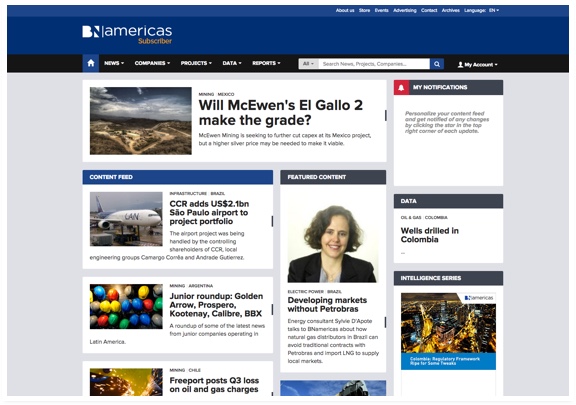 About us Store Events Advertising Contact Archives Language: EN
BN|americas
Subscriber
NEWS COMPANIES PROJECTS DATA REPORTS All Search News, Projects, Companies... My Account
MINING MEXICO
Will McEwen's El Gallo 2
make the grade?
McEwen Mining is seeking to further cut capex at its Mexico project,
but a higher silver price may be needed to make it viable.
MY NOTIFICATIONS
Personalize your content feed
and get notified of any changes
by clicking the star in the top
right corner of each update.
CONTENT FEED
INFRASTRUCTURE BRAZIL
CCR adds US$2.1bn
São Paulo airport to
project portfolio
The airport project was
being handled by the controlling
shareholders of CCR, local
engineering groups Camargo Corrêa and Andrade Gutierrez.
LAN
MINING ARGENTINA
Junior roundup: Golden
Arrow, Prospero,
Kootenay, Calibre, BBX
A roundup of some of the latest news
from junior companies operating in
Latin America.
MINING CHILE
Freeport posts Q3 loss
on oil and gas charges
FEATURED CONTENT
ELECTRIC POWER BRAZIL
Developing markets
without Petrobras
Energy consultant Sylvie D'Apote
talks to BNamericas about how
natural gas distributors in Brazil can
avoid traditional contracts with
Petrobras and import LNG to supply
local markets.
DATA
OIL & GAS COLOMBIA
Wells drilled in
Colombia
...
INTELLIGENCE SERIES
BN|americas
Colombia: Regulatory Framework
Ripe for Some Tweaks